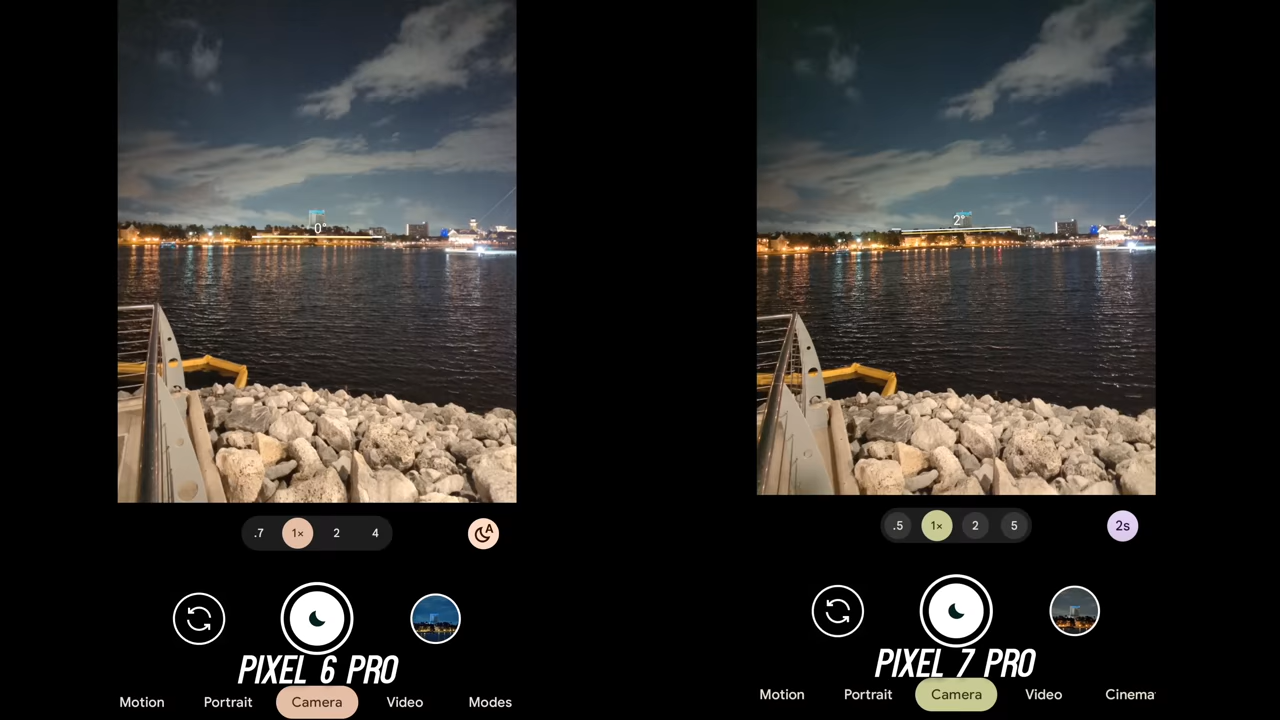 0°
.7 1× 2 4
A
PIXEL 6 PRO
Motion Portrait Camera Video Modes
2°
.5 1× 2 5
2s
PIXEL 7 PRO
Motion Portrait Camera Video Cinema